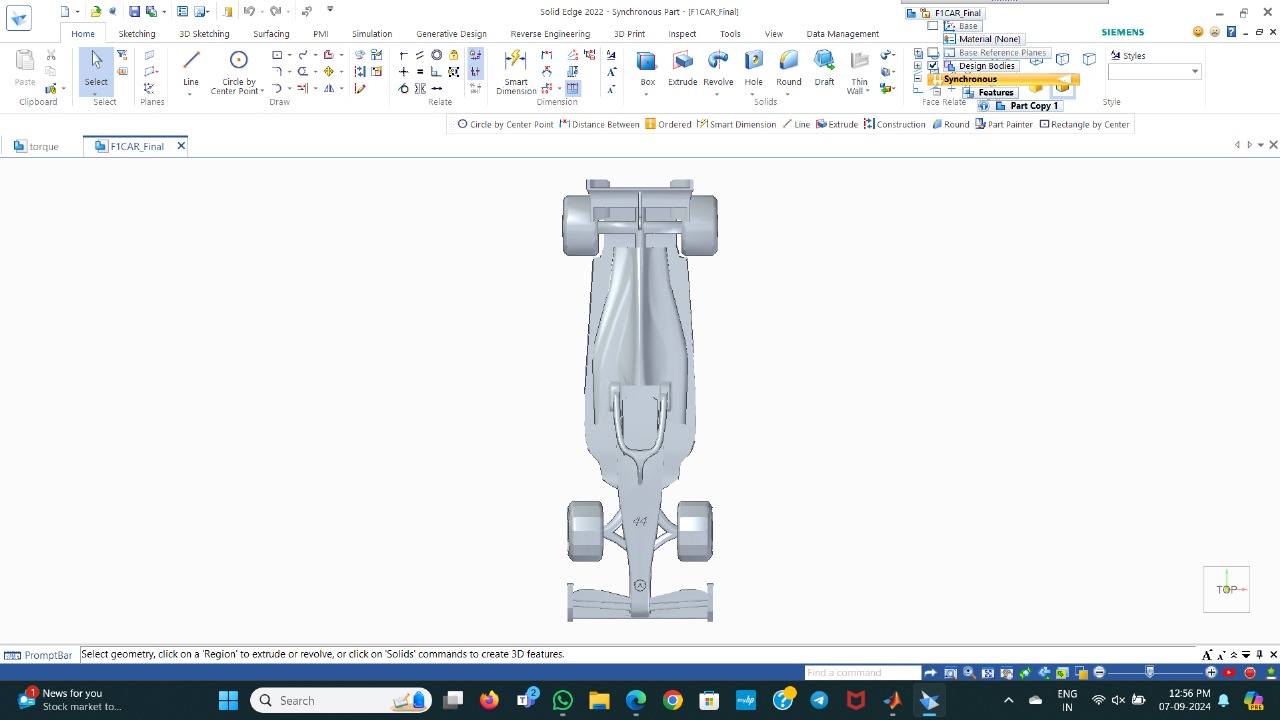 Solid Edge 2022 - Synchronous Part - [F1CAR_Final]
F1CAR_Final
Home Sketching PMI Simulation Generative Design Reverse Engineering 3D Print Inspect Tools View Data Management
Base
SIEMENS
Material (None)
Base Reference Planes
Design Bodies
Synchronous
Features
Part Copy 1
Paste
Select
Line
Circle by Center Point
Smart Dimension
Box
Extrude
Revolve
Hole
Round
Draft
Thin Wall
Styles
Clipboard Select Planes Draw Relate Dimension Solids Style
Circle by Center Point Distance Between Ordered Smart Dimension Line Extrude Construction Round Part Painter Rectangle by Center
torque
F1CAR_Final
44
TOP
PromptBar
Select geometry, click on a 'Region' to extrude or revolve, or click on 'Solids' commands to create 3D features.
Find a command
1
News for you
Stock market to...
Search
2
ENG
IN
12:56 PM
07-09-2024
PRE